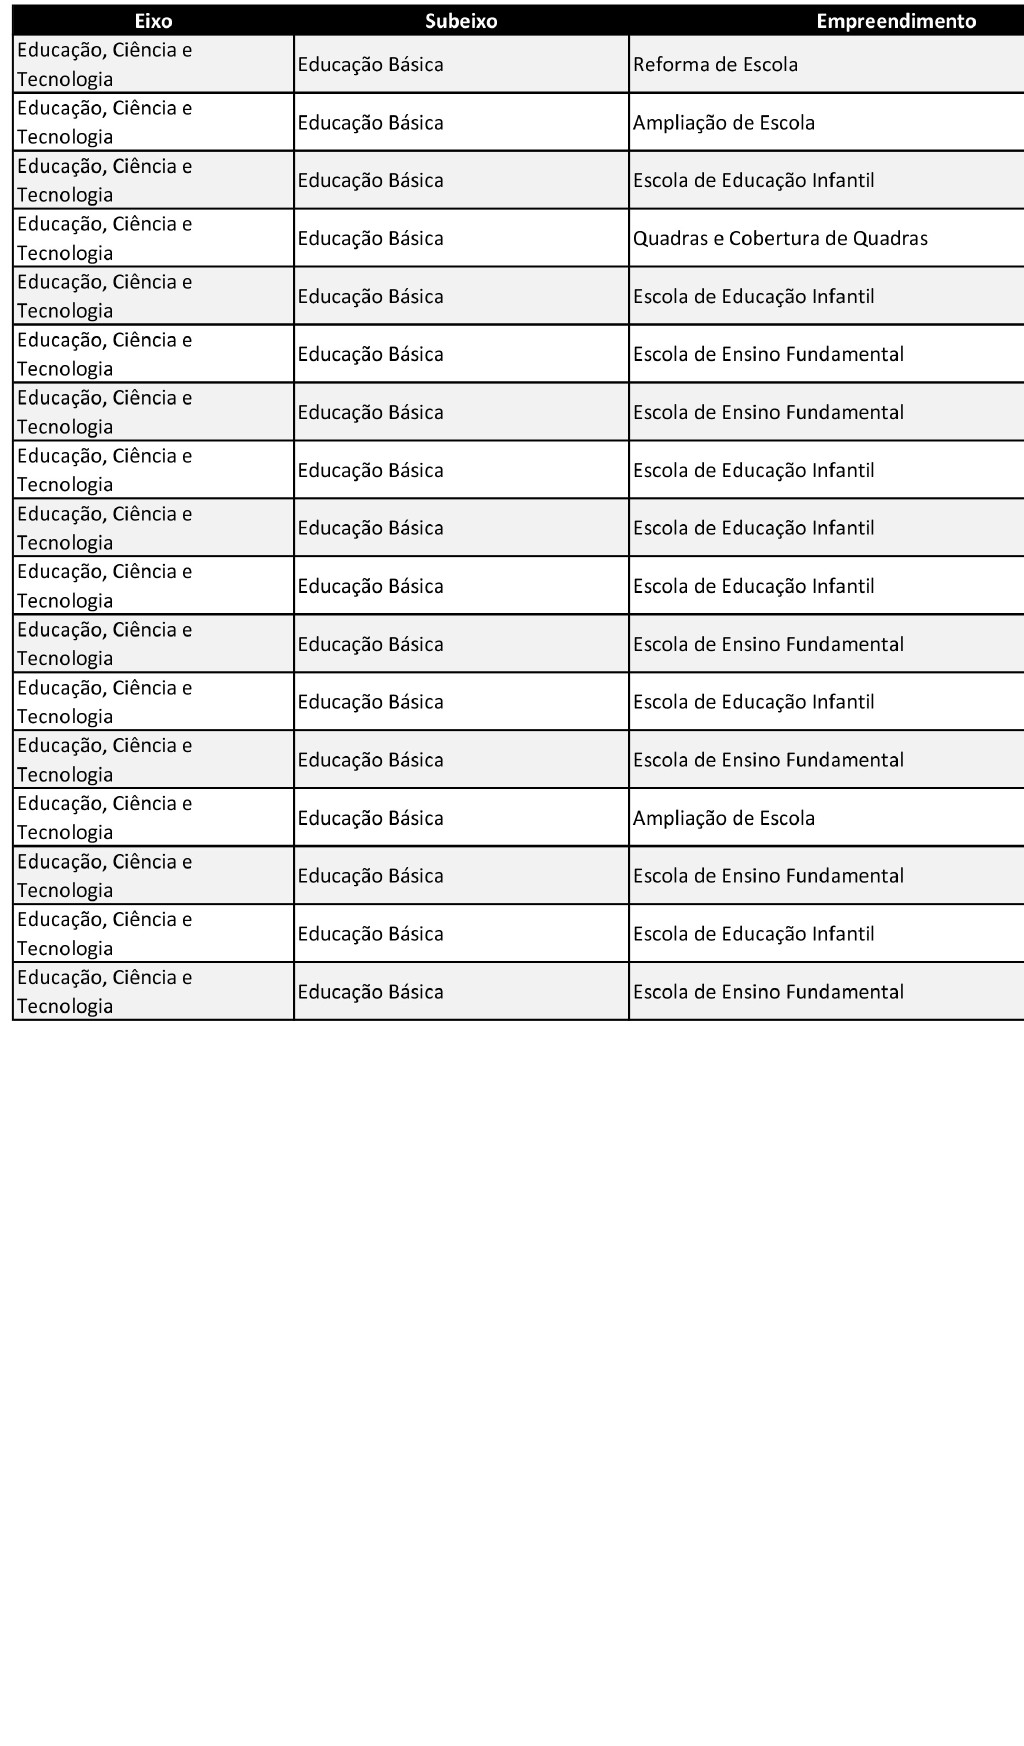 Eixo Subeixo Empreendimento
Educação, Ciência e
Tecnologia
Educação Básica
Reforma de Escola
Educação, Ciência e
Tecnologia
Educação Básica
Ampliação de Escola
Educação, Ciência e
Tecnologia
Educação Básica
Escola de Educação Infantil
Educação, Ciência e
Tecnologia
Educação Básica
Quadras e Cobertura de Quadras
Educação, Ciência e
Tecnologia
Educação Básica
Escola de Educação Infantil
Educação, Ciência e
Tecnologia
Educação Básica
Escola de Ensino Fundamental
Educação, Ciência e
Tecnologia
Educação Básica
Escola de Ensino Fundamental
Educação, Ciência e
Tecnologia
Educação Básica
Escola de Educação Infantil
Educação, Ciência e
Tecnologia
Educação Básica
Escola de Educação Infantil
Educação, Ciência e
Tecnologia
Educação Básica
Escola de Educação Infantil
Educação, Ciência e
Tecnologia
Educação Básica
Escola de Ensino Fundamental
Educação, Ciência e
Tecnologia
Educação Básica
Escola de Educação Infantil
Educação, Ciência e
Tecnologia
Educação Básica
Escola de Ensino Fundamental
Educação, Ciência e
Tecnologia
Educação Básica
Ampliação de Escola
Educação, Ciência e
Tecnologia
Educação Básica
Escola de Ensino Fundamental
Educação, Ciência e
Tecnologia
Educação Básica
Escola de Educação Infantil
Educação, Ciência e
Tecnologia
Educação Básica
Escola de Ensino Fundamental